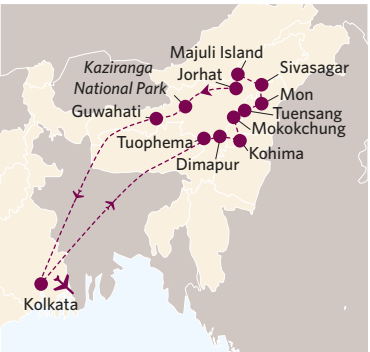 Majuli Island
Kaziranga
National Park
Jorhat
Sivasagar
Mon
Guwahati
Tuensang
Mokokchung
Tuophema
Kohima
Dimapur
Kolkata